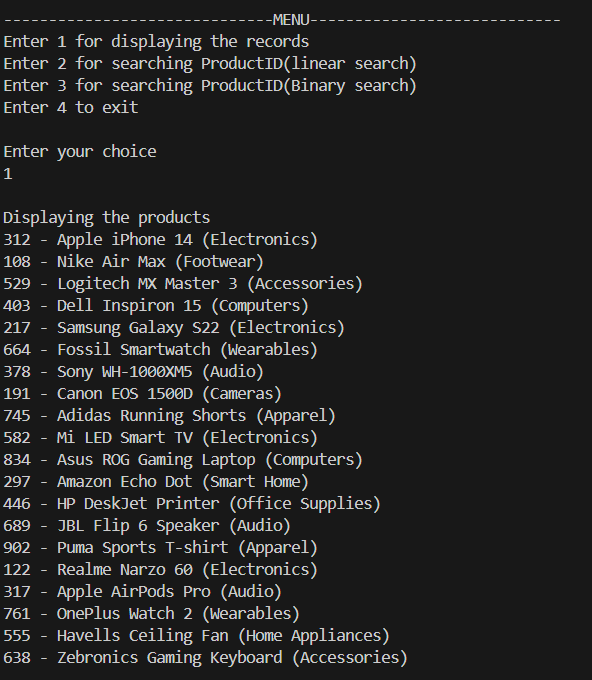 ------------------------------MENU----------------------------
Enter 1 for displaying the records
Enter 2 for searching ProductID(linear search)
Enter 3 for searching ProductID(Binary search)
Enter 4 to exit
Enter your choice
1
Displaying the products
312 - Apple iPhone 14 (Electronics)
108 - Nike Air Max (Footwear)
529 - Logitech MX Master 3 (Accessories)
403 - Dell Inspiron 15 (Computers)
217 - Samsung Galaxy S22 (Electronics)
664 - Fossil Smartwatch (Wearables)
378 - Sony WH-1000XM5 (Audio)
191 - Canon EOS 1500D (Cameras)
745 - Adidas Running Shorts (Apparel)
582 - Mi LED Smart TV (Electronics)
834 - Asus ROG Gaming Laptop (Computers)
297 - Amazon Echo Dot (Smart Home)
446 - HP DeskJet Printer (Office Supplies)
689 - JBL Flip 6 Speaker (Audio)
902 - Puma Sports T-shirt (Apparel)
122 - Realme Narzo 60 (Electronics)
317 - Apple AirPods Pro (Audio)
761 - OnePlus Watch 2 (Wearables)
555 - Havells Ceiling Fan (Home Appliances)
638 - Zebronics Gaming Keyboard (Accessories)